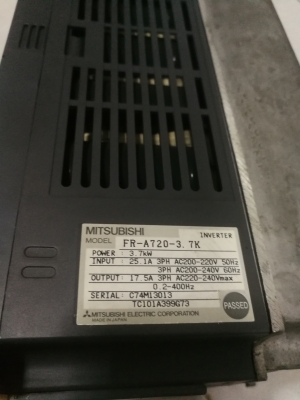 MITSUBISHI INVERTER
MODEL FR-A720-3.7K
POWER : 3.7kW
INPUT : 25.1A 3PH AC200-220V 50Hz
3PH AC200-240V 60Hz
OUTPUT: 17.5A 3PH AC220-240Vmax
0.2-400Hz
SERIAL: C74M13013
TC101A399G73
MITSUBISHI ELECTRIC CORPORATION
MADE IN JAPAN
PASSED